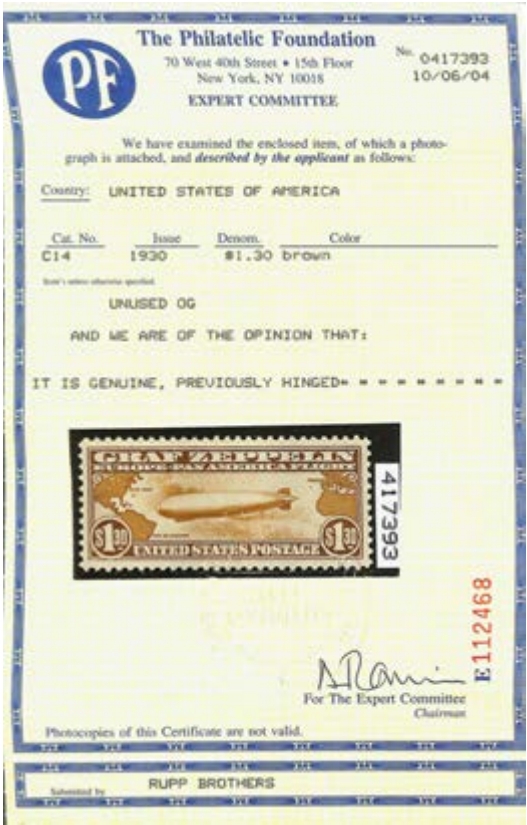 PF
The Philatelic Foundation
70 West 40th Street • 15th Floor
New York, NY 10018
EXPERT COMMITTEE
No. 0417393
10/06/04
We have examined the enclosed item, of which a photo-
graph is attached, and described by the applicant as follows:
Country: UNITED STATES OF AMERICA
Cat. No. Issue Denom. Color
C14 1930 $1.30 brown
unless otherwise specified.
UNUSED OG
AND WE ARE OF THE OPINION THAT:
IT IS GENUINE, PREVIOUSLY HINGED
GRAF ZEPPELIN
EUROPE-PAN AMERICA FLIGHT
$1.30 $1.30
UNITED STATES POSTAGE
417393
E112468
For The Expert Committee
Chairman
Photocopies of this Certificate are not valid.
Submitted by RUPP BROTHERS